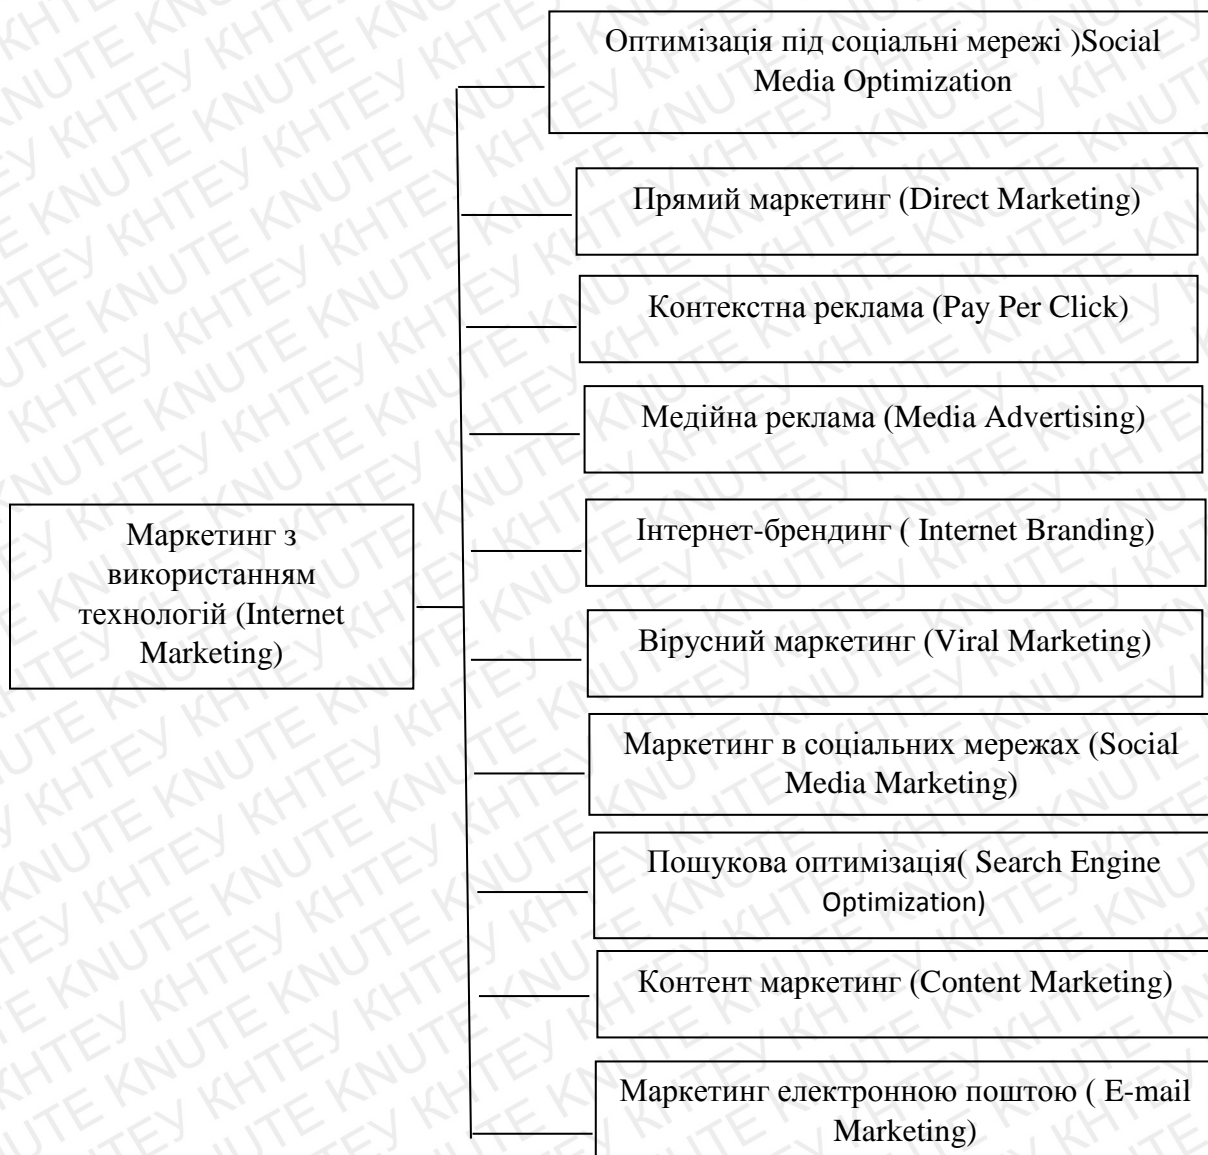 Оптимізація під соціальні мережі )Social
Media Optimization
Прямий маркетинг (Direct Marketing)
Контекстна реклама (Pay Per Click)
Медійна реклама (Media Advertising)
Інтернет-брендинг ( Internet Branding)
Маркетинг з
використанням
технологій (Internet
Marketing)
Вірусний маркетинг (Viral Marketing)
Маркетинг в соціальних мережах (Social
Media Marketing)
Пошукова оптимізація( Search Engine
Optimization)
Контент маркетинг (Content Marketing)
Маркетинг електронною поштою ( E-mail
Marketing)